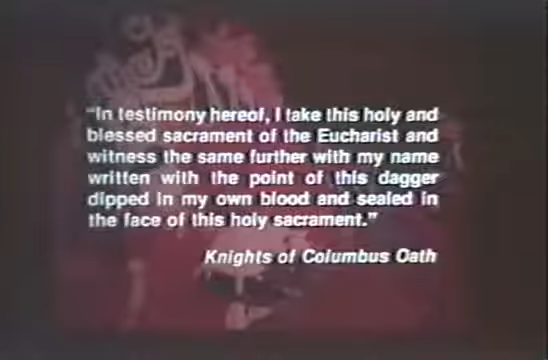 "In testimony hereof, I take this holy and
blessed sacrament of the Eucharist and
witness the same further with my name
written with the point of this dagger
dipped in my own blood and sealed in
the face of this holy sacrament."
Knights of Columbus Oath